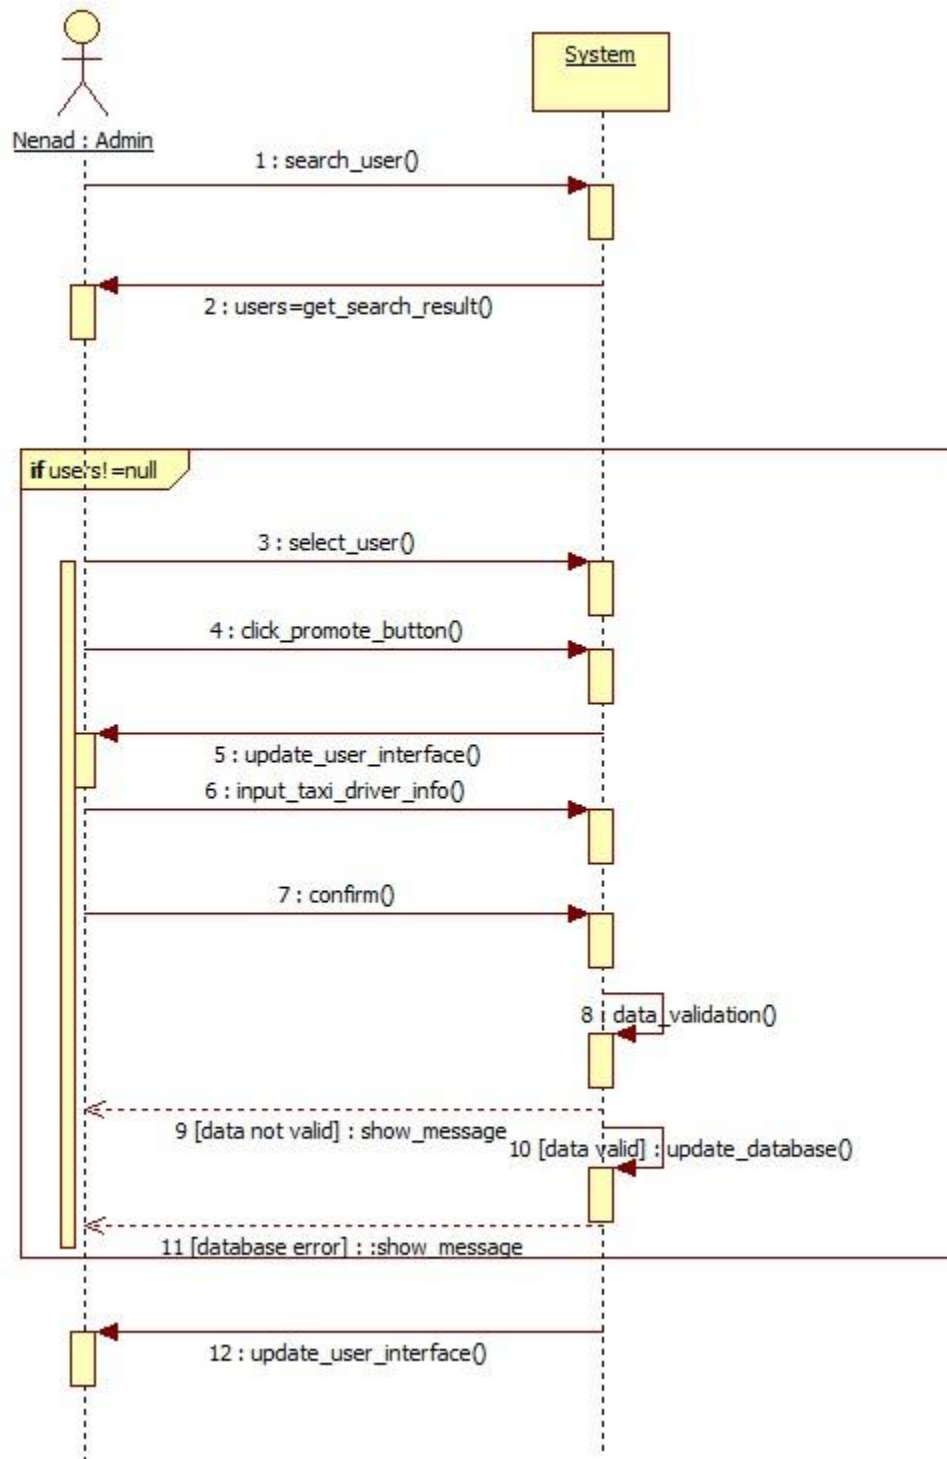 System
Nenad : Admin
1 : search_user()
2 : users=get_search_result()
if users!=null
3 : select_user()
4 : click_promote_button()
5 : update_user_interface()
6 : input_taxi_driver_info()
7 : confirm()
8 : data_validation()
9 [data not valid] : show_message
10 [data valid] : update_database()
11 [database error] : :show_message
12 : update_user_interface()